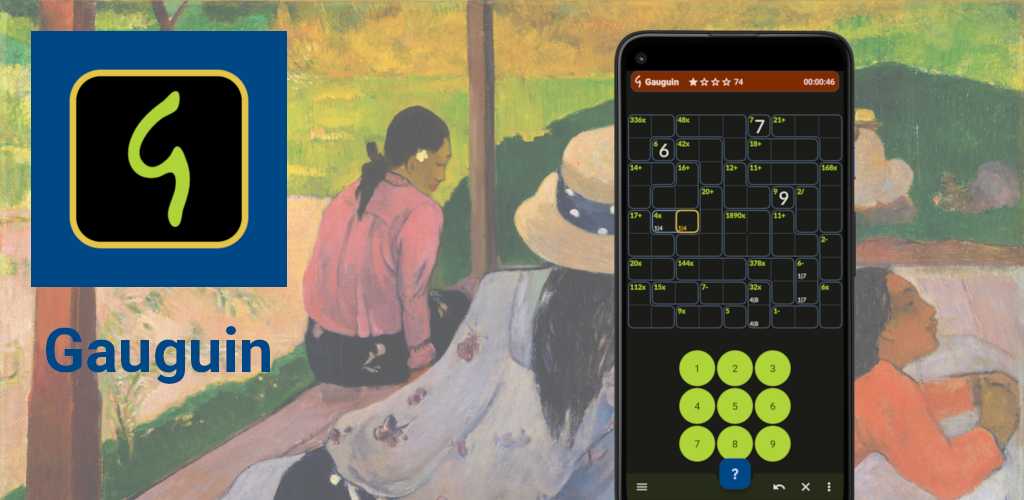 Gauguin
Gauguin 74 00:00:46
336x 48x 7 7 21+
6 6 42x 18+
14+ 16+ 12+ 11+ 168x
20+ 9 9 2/
17+ 4x 1|4 1|4 1890x 11+
2-
20x 144x 378x 6- 1|7
112x 15x 7- 32x 4|8 1|7 6x
9x 5 4|8 1-
1 2 3
4 5 6
7 8 9
?